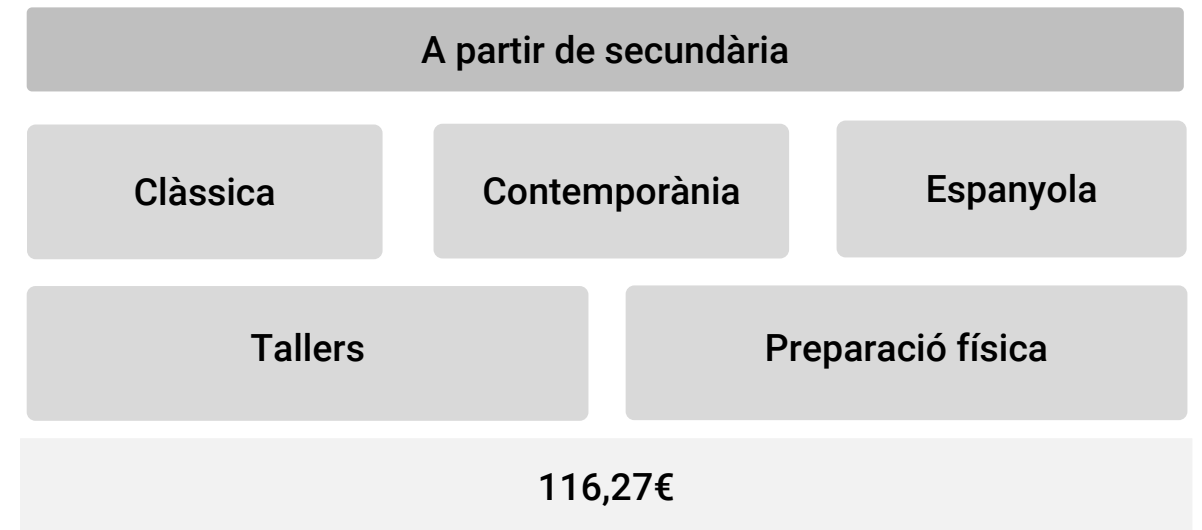 A partir de secundària
Clàssica
Contemporània
Espanyola
Tallers
Preparació física
116,27€